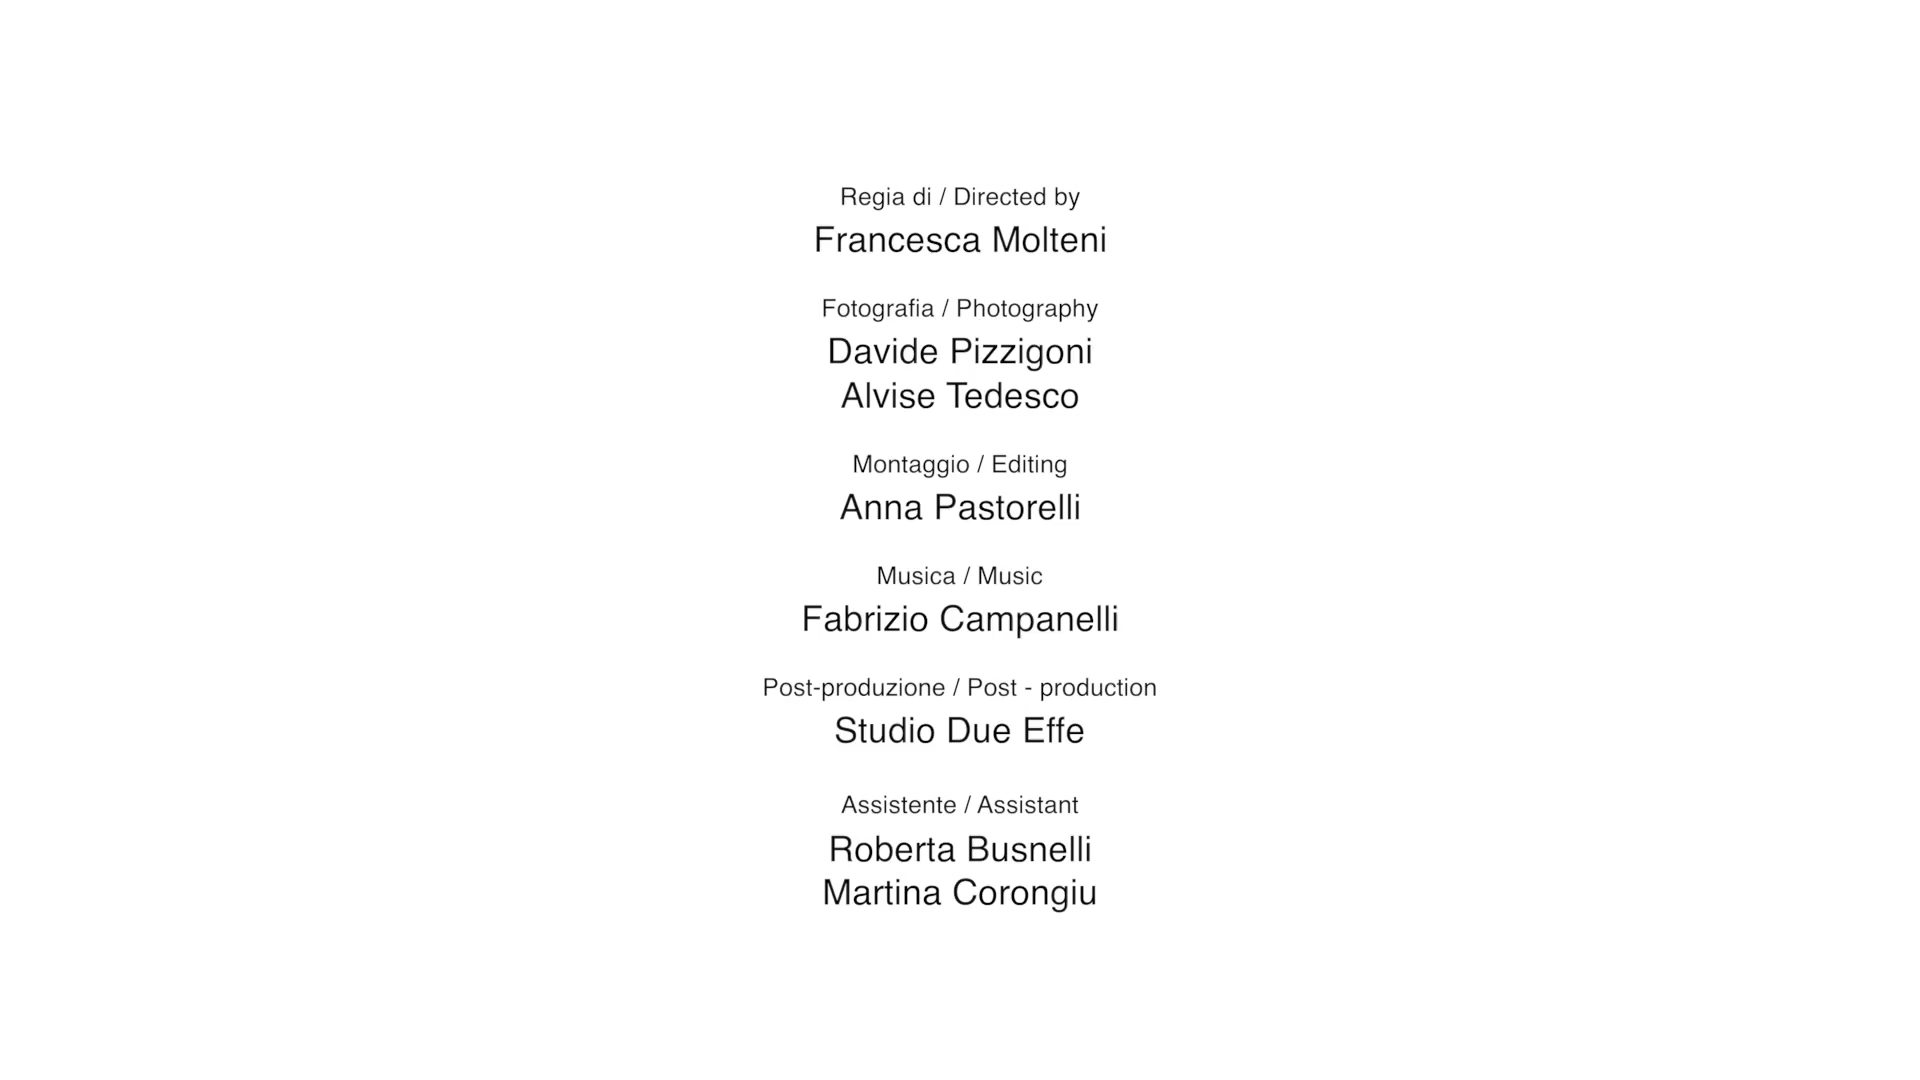 Regia di / Directed by
Francesca Molteni
Fotografia / Photography
Davide Pizzigoni
Alvise Tedesco
Montaggio / Editing
Anna Pastorelli
Musica / Music
Fabrizio Campanelli
Post-produzione / Post - production
Studio Due Effe
Assistente / Assistant
Roberta Busnelli
Martina Corongiu